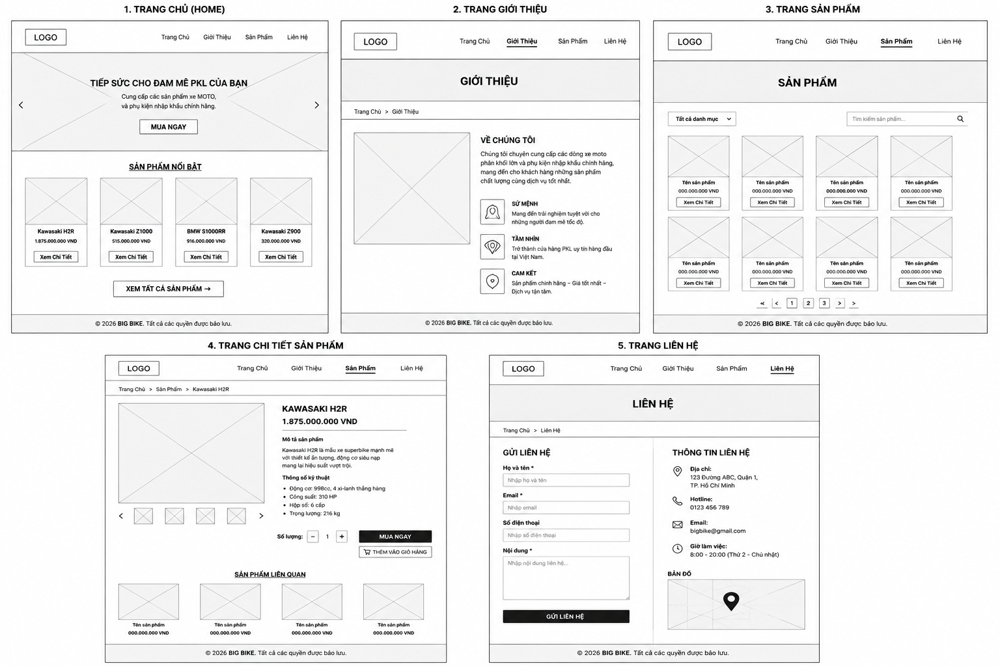 1. TRANG CHỦ (HOME)
LOGO
Trang Chủ
Giới Thiệu
Sản Phẩm
Liên Hệ
TIẾP SỨC CHO ĐAM MÊ PKL CỦA BẠN
Cung cấp các sản phẩm xe MOTO,
và phụ kiện nhập khẩu chính hãng.
MUA NGAY
SẢN PHẨM NỔI BẬT
Kawasaki H2R
1.875.000.000 VND
Xem Chi Tiết
Kawasaki Z1000
515.000.000 VND
Xem Chi Tiết
BMW S1000RR
916.000.000 VND
Xem Chi Tiết
Kawasaki Z900
320.000.000 VND
Xem Chi Tiết
XEM TẤT CẢ SẢN PHẨM →
© 2026 BIG BIKE. Tất cả các quyền được bảo lưu.
2. TRANG GIỚI THIỆU
LOGO
Trang Chủ
Giới Thiệu
Sản Phẩm
Liên Hệ
GIỚI THIỆU
Trang Chủ > Giới Thiệu
VỀ CHÚNG TÔI
Chúng tôi chuyên cung cấp các dòng xe moto
phân khối lớn và phụ kiện nhập khẩu chính hãng,
mang đến cho khách hàng những sản phẩm
chất lượng cùng dịch vụ tốt nhất.
SỨ MỆNH
Mang đến trải nghiệm tuyệt vời cho
những người đam mê tốc độ.
TẦM NHÌN
Trở thành cửa hàng PKL uy tín hàng đầu
tại Việt Nam.
CAM KẾT
Sản phẩm chính hãng – Giá tốt nhất –
Dịch vụ tận tâm.
© 2026 BIG BIKE. Tất cả các quyền được bảo lưu.
3. TRANG SẢN PHẨM
LOGO
Trang Chủ
Giới Thiệu
Sản Phẩm
Liên Hệ
SẢN PHẨM
Tất cả danh mục
Tìm kiếm sản phẩm...
Tên sản phẩm
000.000.000 VND
Xem Chi Tiết
Tên sản phẩm
000.000.000 VND
Xem Chi Tiết
Tên sản phẩm
000.000.000 VND
Xem Chi Tiết
Tên sản phẩm
000.000.000 VND
Xem Chi Tiết
Tên sản phẩm
000.000.000 VND
Xem Chi Tiết
Tên sản phẩm
000.000.000 VND
Xem Chi Tiết
Tên sản phẩm
000.000.000 VND
Xem Chi Tiết
Tên sản phẩm
000.000.000 VND
Xem Chi Tiết
« < 1 2 3 > >
© 2026 BIG BIKE. Tất cả các quyền được bảo lưu.
4. TRANG CHI TIẾT SẢN PHẨM
LOGO
Trang Chủ
Giới Thiệu
Sản Phẩm
Liên Hệ
Trang Chủ > Sản Phẩm > Kawasaki H2R
KAWASAKI H2R
1.875.000.000 VND
Mô tả sản phẩm
Kawasaki H2R là mẫu xe superbike mạnh mẽ
với thiết kế ấn tượng, động cơ siêu nạp
mang lại hiệu suất vượt trội.
Thông số kỹ thuật
• Động cơ: 998cc, 4 xi-lanh thẳng hàng
• Công suất: 310 HP
• Hộp số: 6 cấp
• Trọng lượng: 216 kg
Số lượng: − 1 +
MUA NGAY
THÊM VÀO GIỎ HÀNG
SẢN PHẨM LIÊN QUAN
Tên sản phẩm
000.000.000 VND
Tên sản phẩm
000.000.000 VND
Tên sản phẩm
000.000.000 VND
Tên sản phẩm
000.000.000 VND
© 2026 BIG BIKE. Tất cả các quyền được bảo lưu.
5. TRANG LIÊN HỆ
LOGO
Trang Chủ
Giới Thiệu
Sản Phẩm
Liên Hệ
LIÊN HỆ
Trang Chủ > Liên Hệ
GỬI LIÊN HỆ
Họ và tên *
Nhập họ và tên
Email *
Nhập email
Số điện thoại
Nhập số điện thoại
Nội dung *
Nhập nội dung liên hệ...
GỬI LIÊN HỆ
THÔNG TIN LIÊN HỆ
Địa chỉ:
123 Đường ABC, Quận 1,
TP. Hồ Chí Minh
Hotline:
0123 456 789
Email:
bigbike@gmail.com
Giờ làm việc:
8:00 - 20:00 (Thứ 2 - Chủ nhật)
BẢN ĐỒ
© 2026 BIG BIKE. Tất cả các quyền được bảo lưu.